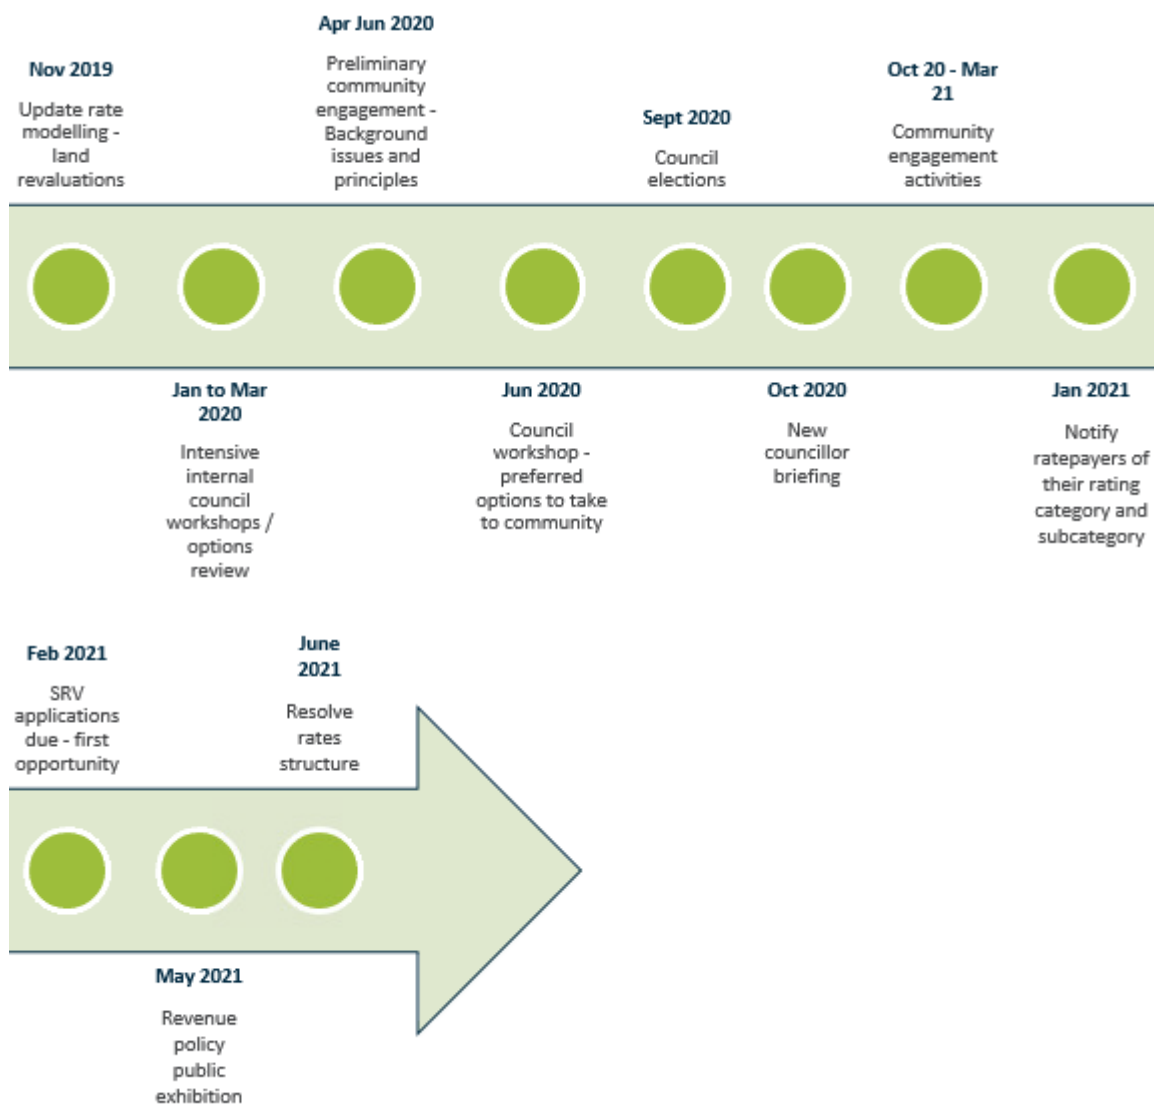 Nov 2019
Update rate
modelling -
land
revaluations
Jan to Mar
2020
Intensive
internal
council
workshops /
options
review
Apr Jun 2020
Preliminary
community
engagement -
Background
issues and
principles
Jun 2020
Council
workshop -
preferred
options to take
to community
Sept 2020
Council
elections
Oct 2020
New
councillor
briefing
Oct 20 - Mar
21
Community
engagement
activities
Jan 2021
Notify
ratepayers of
their rating
category and
subcategory
Feb 2021
SRV
applications
due - first
opportunity
May 2021
Revenue
policy
public
exhibition
June
2021
Resolve
rates
structure